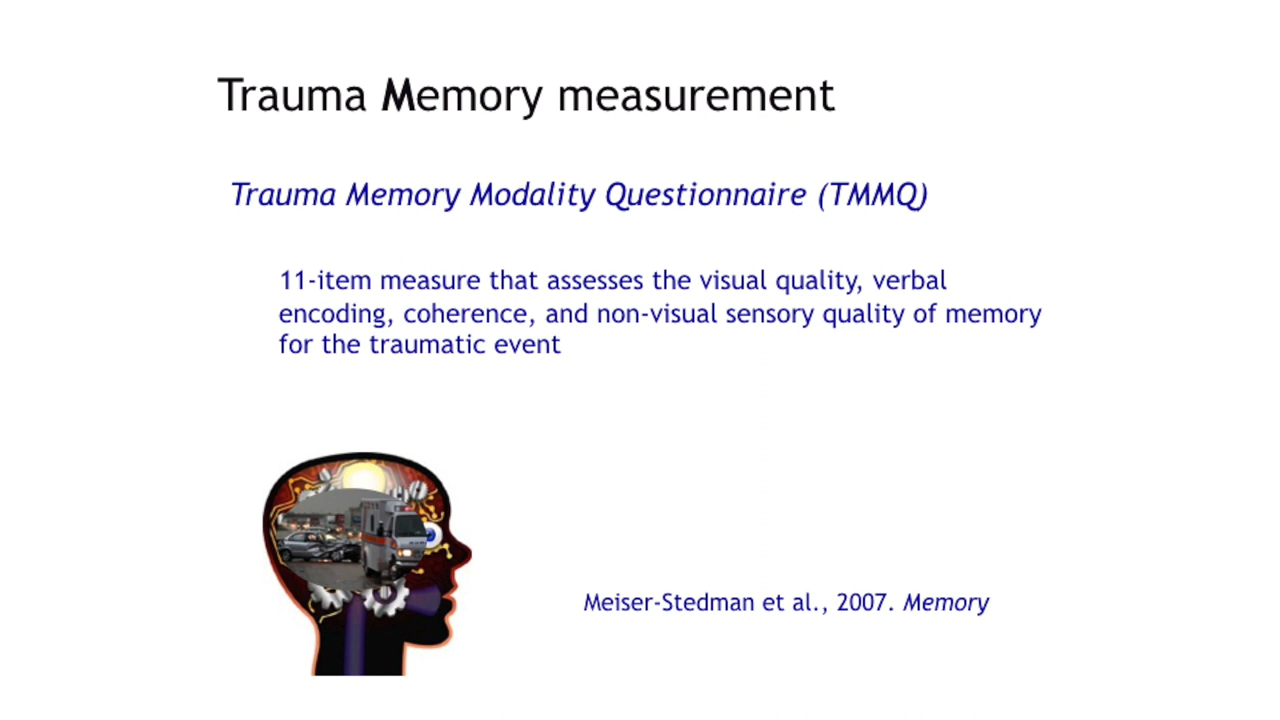 Trauma Memory measurement
Trauma Memory Modality Questionnaire (TMMQ)
11-item measure that assesses the visual quality, verbal
encoding, coherence, and non-visual sensory quality of memory
for the traumatic event
Meiser-Stedman et al., 2007. Memory